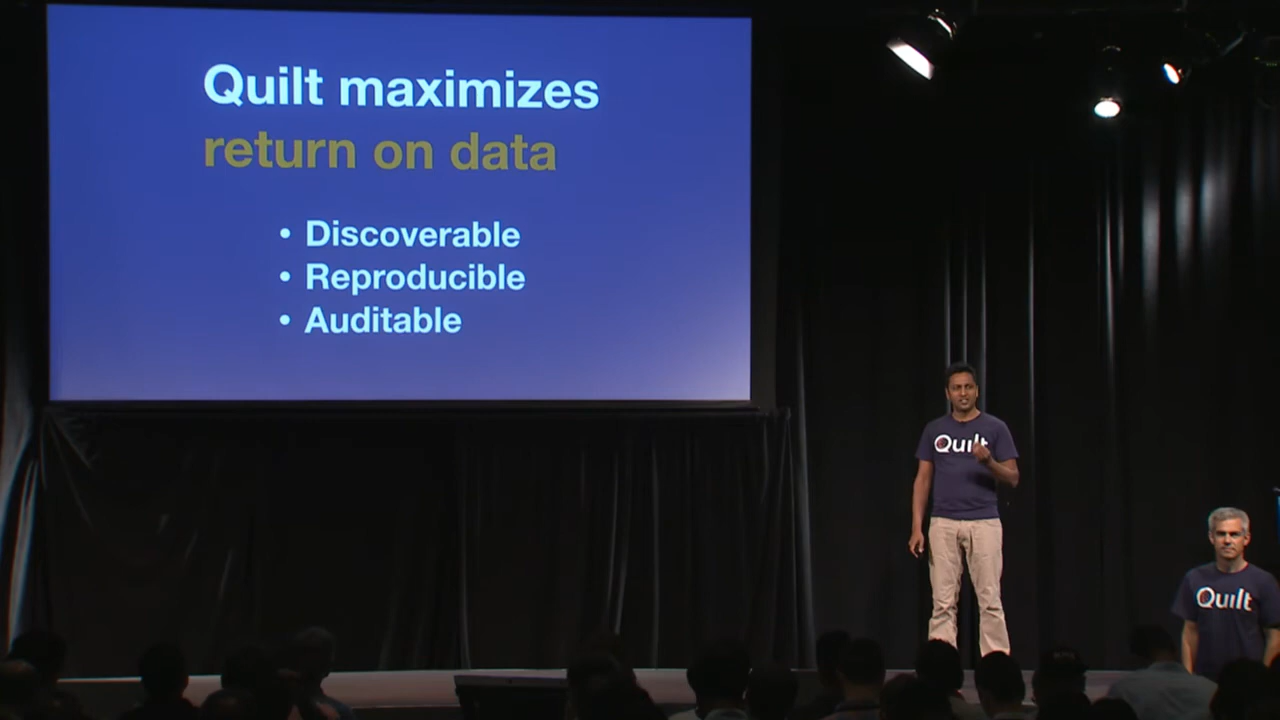 Quilt maximizes
return on data
• Discoverable
• Reproducible
• Auditable
Quilt
Quilt